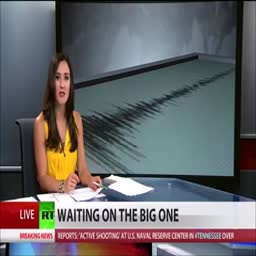 LIVE RT WAITING ON THE BIG ONE
BREAKING NEWS REPORTS: 'ACTIVE SHOOTING' AT U.S. NAVAL RESERVE CENTER IN #TENNESSEE OVER